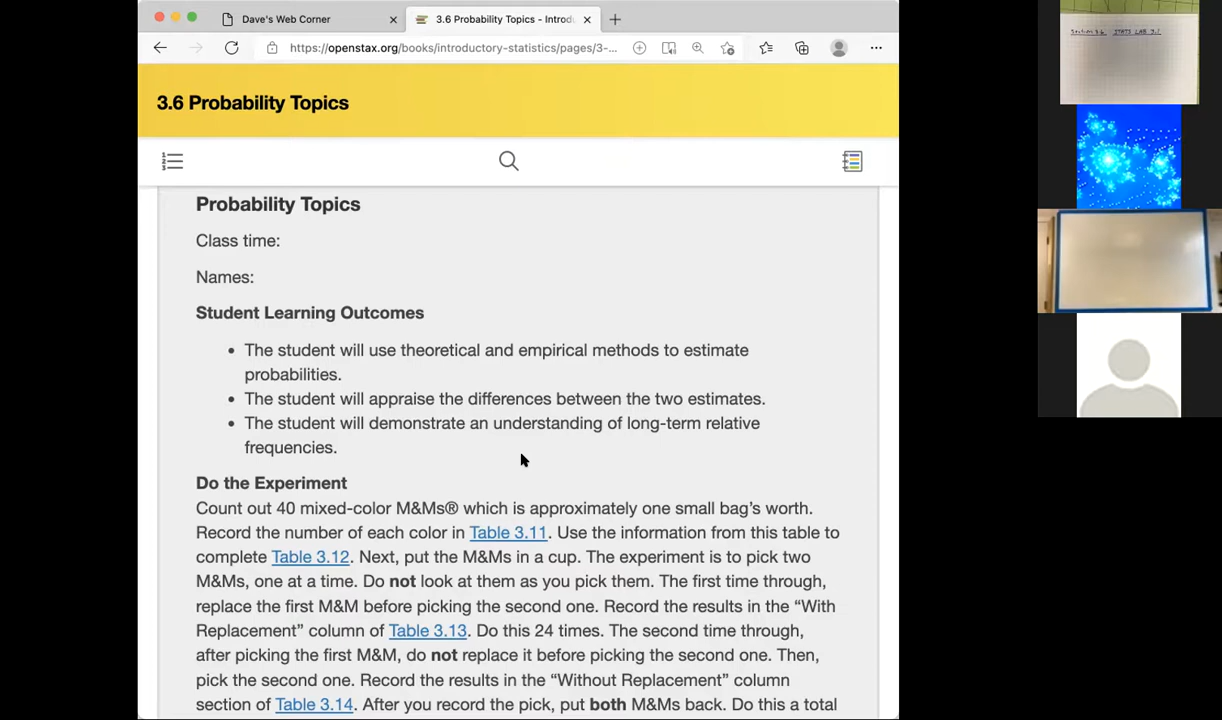 Dave's Web Corner
3.6 Probability Topics - Introd
https://openstax.org/books/introductory-statistics/pages/3-...
3.6 Probability Topics
Probability Topics
Class time:
Names:
Student Learning Outcomes
• The student will use theoretical and empirical methods to estimate
probabilities.
• The student will appraise the differences between the two estimates.
• The student will demonstrate an understanding of long-term relative
frequencies.
Do the Experiment
Count out 40 mixed-color M&Ms® which is approximately one small bag’s worth.
Record the number of each color in Table 3.11. Use the information from this table to
complete Table 3.12. Next, put the M&Ms in a cup. The experiment is to pick two
M&Ms, one at a time. Do not look at them as you pick them. The first time through,
replace the first M&M before picking the second one. Record the results in the “With
Replacement” column of Table 3.13. Do this 24 times. The second time through,
after picking the first M&M, do not replace it before picking the second one. Then,
pick the second one. Record the results in the “Without Replacement” column
section of Table 3.14. After you record the pick, put both M&Ms back. Do this a total
Section 3.6 STATS LAB 3.1